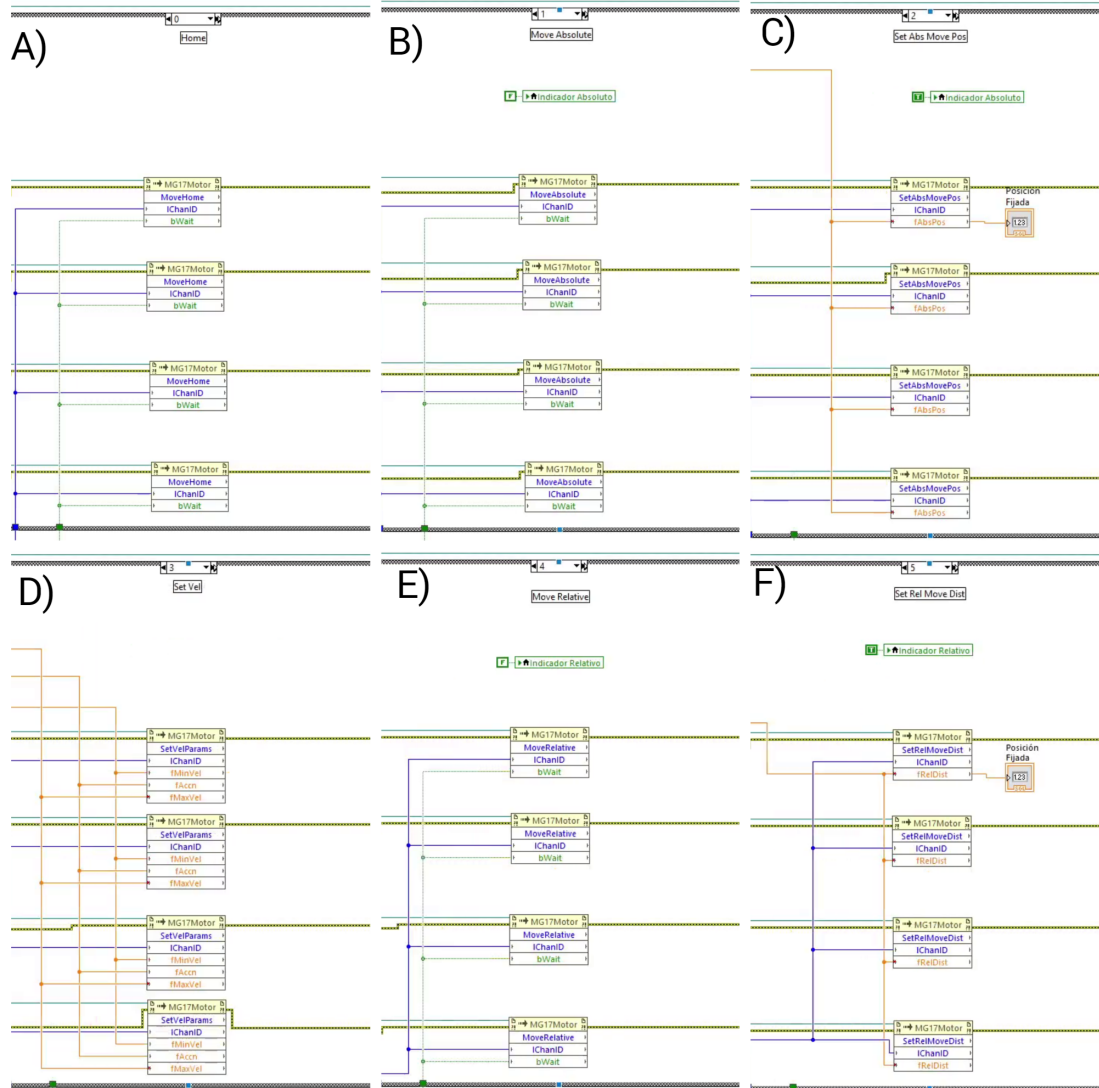 A)
0
Home
MG17Motor
MoveHome
lChanID
bWait
MG17Motor
MoveHome
lChanID
bWait
MG17Motor
MoveHome
lChanID
bWait
MG17Motor
MoveHome
lChanID
bWait
B)
1
Move Absolute
F
Indicador Absoluto
MG17Motor
MoveAbsolute
lChanID
bWait
MG17Motor
MoveAbsolute
lChanID
bWait
MG17Motor
MoveAbsolute
lChanID
bWait
MG17Motor
MoveAbsolute
lChanID
bWait
C)
2
Set Abs Move Pos
T
Indicador Absoluto
MG17Motor
SetAbsMovePos
lChanID
fAbsPos
Posición
Fijada
1.23
MG17Motor
SetAbsMovePos
lChanID
fAbsPos
MG17Motor
SetAbsMovePos
lChanID
fAbsPos
MG17Motor
SetAbsMovePos
lChanID
fAbsPos
D)
3
Set Vel
MG17Motor
SetVelParams
lChanID
fMinVel
fAccn
fMaxVel
MG17Motor
SetVelParams
lChanID
fMinVel
fAccn
fMaxVel
MG17Motor
SetVelParams
lChanID
fMinVel
fAccn
fMaxVel
MG17Motor
SetVelParams
lChanID
fMinVel
fAccn
fMaxVel
E)
4
Move Relative
F
Indicador Relativo
MG17Motor
MoveRelative
lChanID
bWait
MG17Motor
MoveRelative
lChanID
bWait
MG17Motor
MoveRelative
lChanID
bWait
MG17Motor
MoveRelative
lChanID
bWait
F)
5
Set Rel Move Dist
T
Indicador Relativo
MG17Motor
SetRelMoveDist
lChanID
fRelDist
Posición
Fijada
1.23
MG17Motor
SetRelMoveDist
lChanID
fRelDist
MG17Motor
SetRelMoveDist
lChanID
fRelDist
MG17Motor
SetRelMoveDist
lChanID
fRelDist